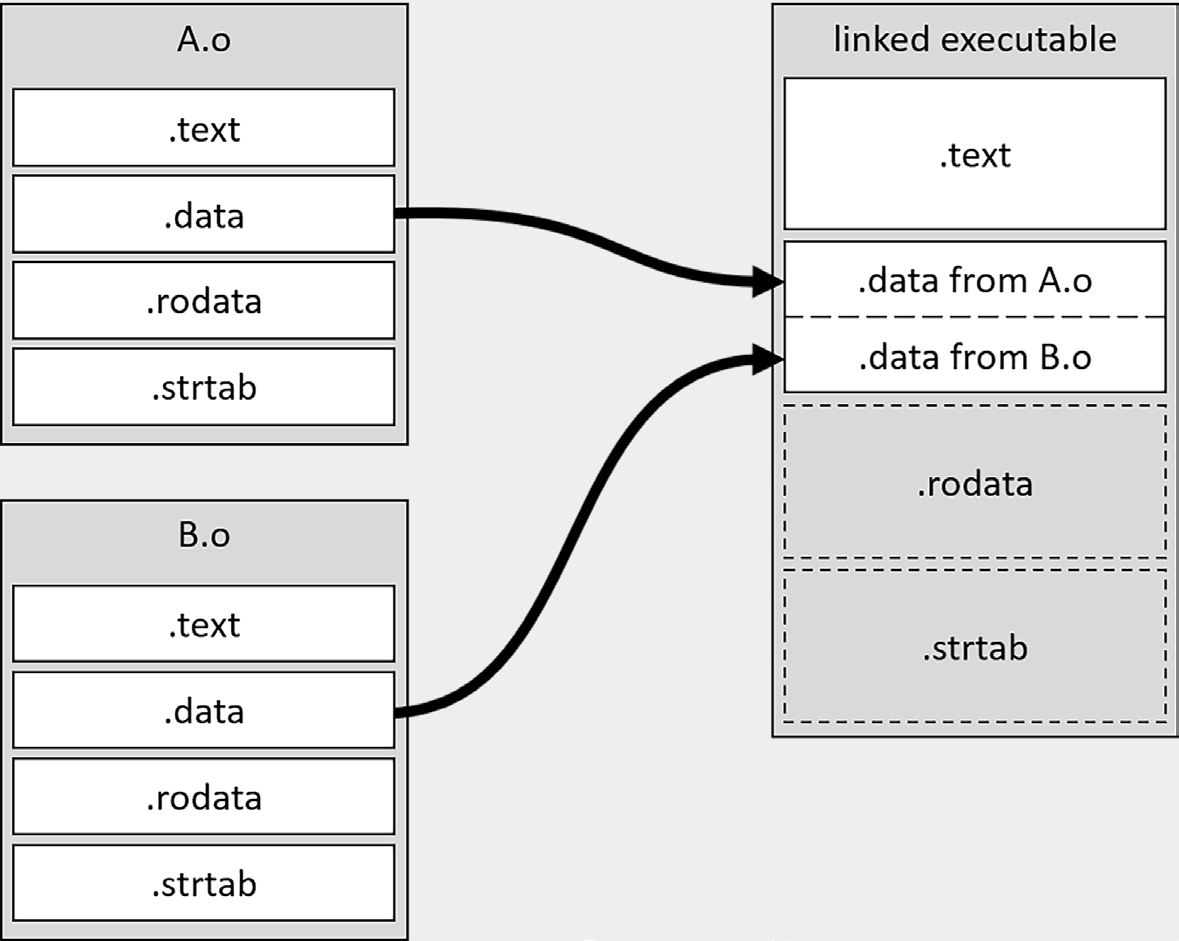 A.o
.text
.data
.rodata
.strtab
B.o
.text
.data
.rodata
.strtab
linked executable
.text
.data from A.o
.data from B.o
.rodata
.strtab